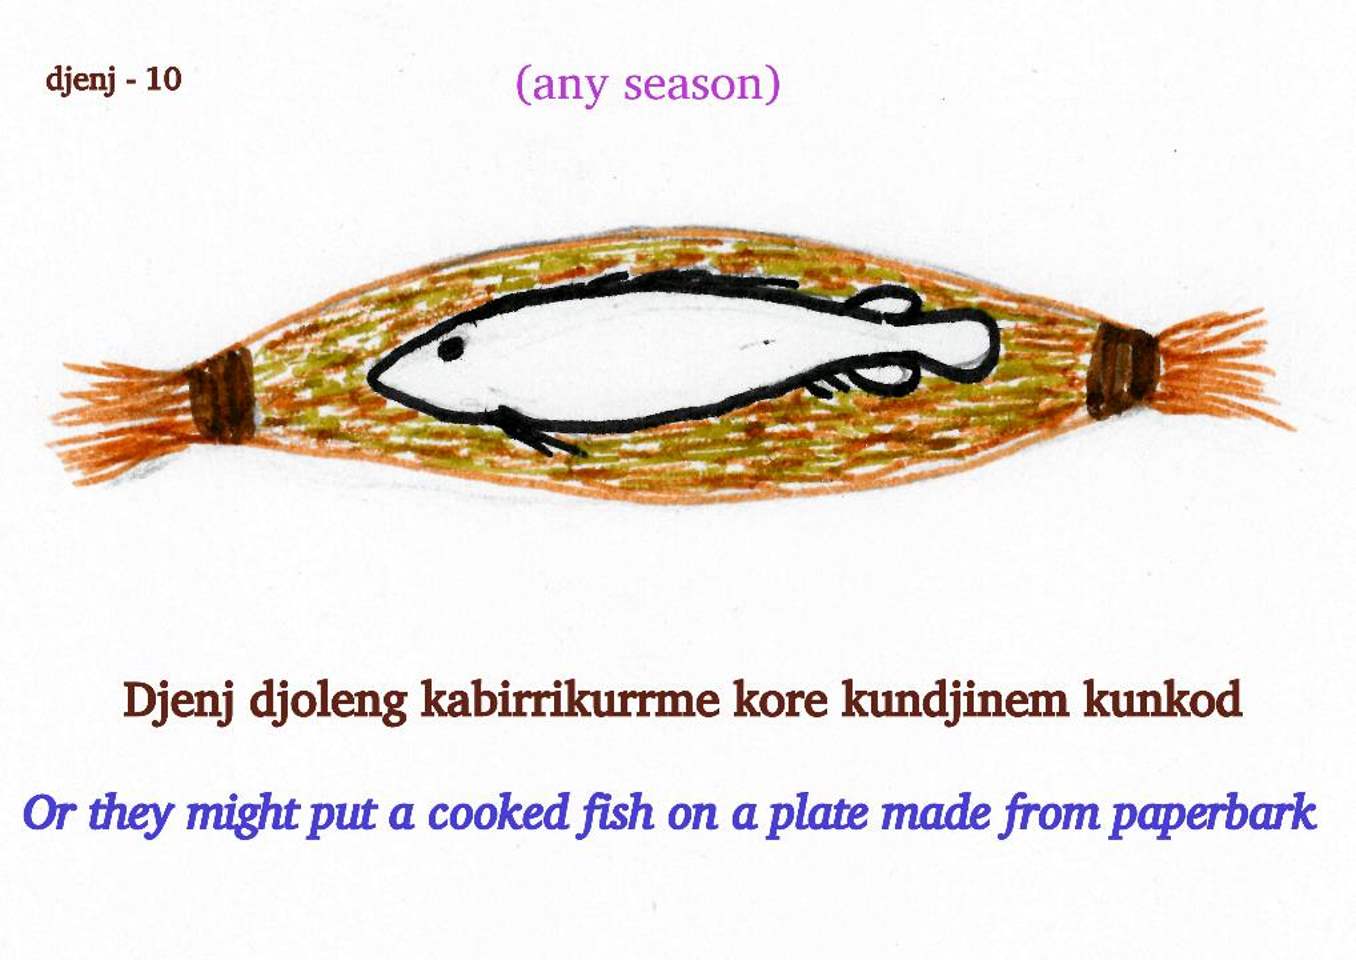 djenj - 10
(any season)
Djenj djoleng kabirrikurrme kore kundjinem kunkod
Or they might put a cooked fish on a plate made from paperbark